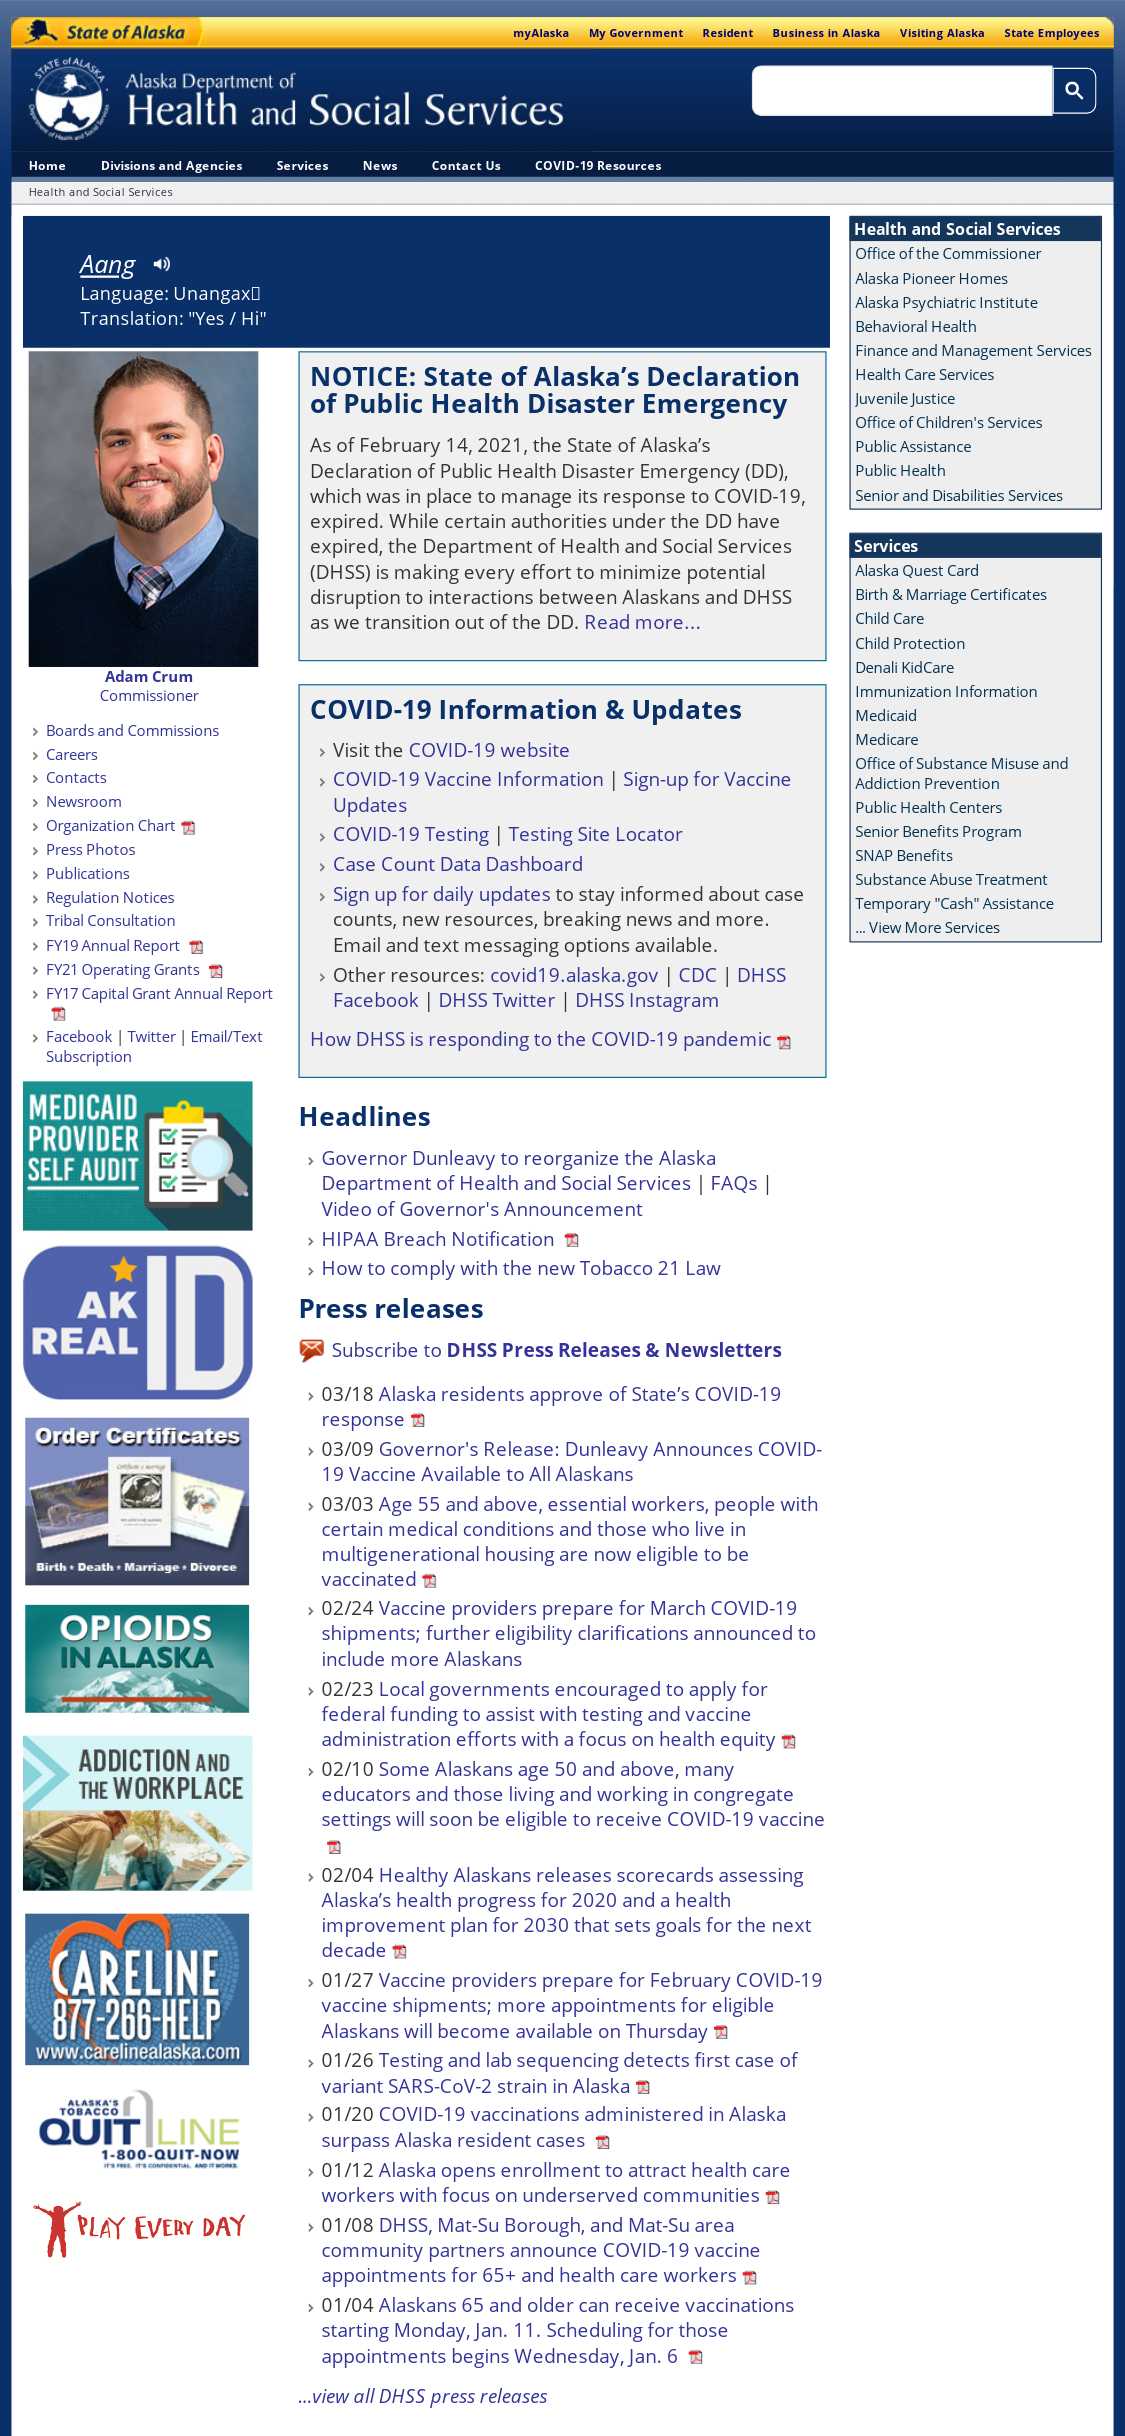 State of Alaska
myAlaska My Government Resident Business in Alaska Visiting Alaska State Employees
STATE of ALASKA
Department of Health and Social Services
Alaska Department of
Health and Social Services
Home Divisions and Agencies Services News Contact Us COVID-19 Resources
Health and Social Services
Aang
Language: Unangax
Translation: "Yes / Hi"
Adam Crum
Commissioner
Boards and Commissions
Careers
Contacts
Newsroom
Organization Chart
Press Photos
Publications
Regulation Notices
Tribal Consultation
FY19 Annual Report
FY21 Operating Grants
FY17 Capital Grant Annual Report
Facebook | Twitter | Email/Text
Subscription
MEDICAID
PROVIDER
SELF AUDIT
AK
REAL
ID
Order Certificates
Birth • Death • Marriage • Divorce
OPIOIDS
IN ALASKA
ADDICTION AND
THE WORKPLACE
CARELINE
877-266-HELP
www.carelinealaska.com
ALASKA'S
TOBACCO
QUIT LINE
1-800-QUIT-NOW
IT'S FREE. IT'S CONFIDENTIAL. AND IT WORKS.
PLAY EVERY DAY
NOTICE: State of Alaska’s Declaration
of Public Health Disaster Emergency
As of February 14, 2021, the State of Alaska’s
Declaration of Public Health Disaster Emergency (DD),
which was in place to manage its response to COVID-19,
expired. While certain authorities under the DD have
expired, the Department of Health and Social Services
(DHSS) is making every effort to minimize potential
disruption to interactions between Alaskans and DHSS
as we transition out of the DD. Read more...
COVID-19 Information & Updates
Visit the COVID-19 website
COVID-19 Vaccine Information | Sign-up for Vaccine
Updates
COVID-19 Testing | Testing Site Locator
Case Count Data Dashboard
Sign up for daily updates to stay informed about case
counts, new resources, breaking news and more.
Email and text messaging options available.
Other resources: covid19.alaska.gov | CDC | DHSS
Facebook | DHSS Twitter | DHSS Instagram
How DHSS is responding to the COVID-19 pandemic
Headlines
Governor Dunleavy to reorganize the Alaska
Department of Health and Social Services | FAQs |
Video of Governor's Announcement
HIPAA Breach Notification
How to comply with the new Tobacco 21 Law
Press releases
Subscribe to DHSS Press Releases & Newsletters
03/18 Alaska residents approve of State’s COVID-19
response
03/09 Governor's Release: Dunleavy Announces COVID-
19 Vaccine Available to All Alaskans
03/03 Age 55 and above, essential workers, people with
certain medical conditions and those who live in
multigenerational housing are now eligible to be
vaccinated
02/24 Vaccine providers prepare for March COVID-19
shipments; further eligibility clarifications announced to
include more Alaskans
02/23 Local governments encouraged to apply for
federal funding to assist with testing and vaccine
administration efforts with a focus on health equity
02/10 Some Alaskans age 50 and above, many
educators and those living and working in congregate
settings will soon be eligible to receive COVID-19 vaccine
02/04 Healthy Alaskans releases scorecards assessing
Alaska’s health progress for 2020 and a health
improvement plan for 2030 that sets goals for the next
decade
01/27 Vaccine providers prepare for February COVID-19
vaccine shipments; more appointments for eligible
Alaskans will become available on Thursday
01/26 Testing and lab sequencing detects first case of
variant SARS-CoV-2 strain in Alaska
01/20 COVID-19 vaccinations administered in Alaska
surpass Alaska resident cases
01/12 Alaska opens enrollment to attract health care
workers with focus on underserved communities
01/08 DHSS, Mat-Su Borough, and Mat-Su area
community partners announce COVID-19 vaccine
appointments for 65+ and health care workers
01/04 Alaskans 65 and older can receive vaccinations
starting Monday, Jan. 11. Scheduling for those
appointments begins Wednesday, Jan. 6
...view all DHSS press releases
Health and Social Services
Office of the Commissioner
Alaska Pioneer Homes
Alaska Psychiatric Institute
Behavioral Health
Finance and Management Services
Health Care Services
Juvenile Justice
Office of Children's Services
Public Assistance
Public Health
Senior and Disabilities Services
Services
Alaska Quest Card
Birth & Marriage Certificates
Child Care
Child Protection
Denali KidCare
Immunization Information
Medicaid
Medicare
Office of Substance Misuse and
Addiction Prevention
Public Health Centers
Senior Benefits Program
SNAP Benefits
Substance Abuse Treatment
Temporary "Cash" Assistance
... View More Services